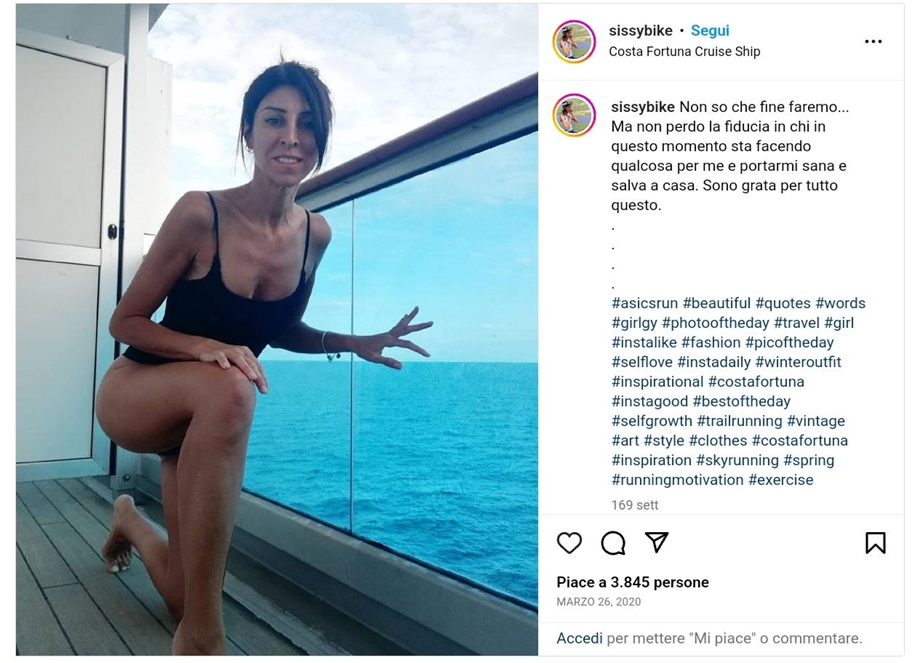 sissybike • Segui
Costa Fortuna Cruise Ship
sissybike Non so che fine faremo...
Ma non perdo la fiducia in chi in
questo momento sta facendo
qualcosa per me e portarmi sana e
salva a casa. Sono grata per tutto
questo.
.
.
.
.
#asicsrun #beautiful #quotes #words
#girlgy #photooftheday #travel #girl
#instalike #fashion #picoftheday
#selflove #instadaily #winteroutfit
#inspirational #costafortuna
#instagood #bestoftheday
#selfgrowth #trailrunning #vintage
#art #style #clothes #costafortuna
#inspiration #skyrunning #spring
#runningmotivation #exercise
169 sett
Piace a 3.845 persone
MARZO 26, 2020
Accedi per mettere "Mi piace" o commentare.